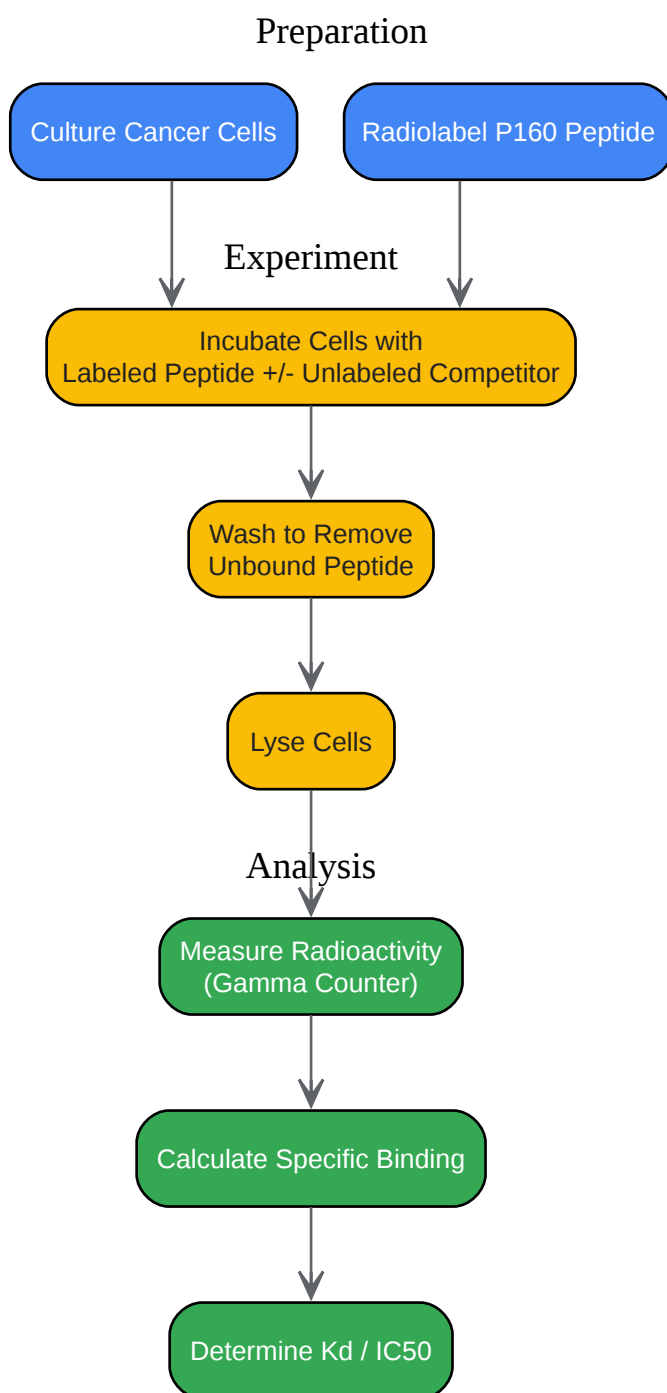 Preparation
Culture Cancer Cells
Radiolabel P160 Peptide
Experiment
Incubate Cells with
Labeled Peptide +/- Unlabeled Competitor
Wash to Remove
Unbound Peptide
Lyse Cells
Analysis
Measure Radioactivity
(Gamma Counter)
Calculate Specific Binding
Determine Kd / IC50